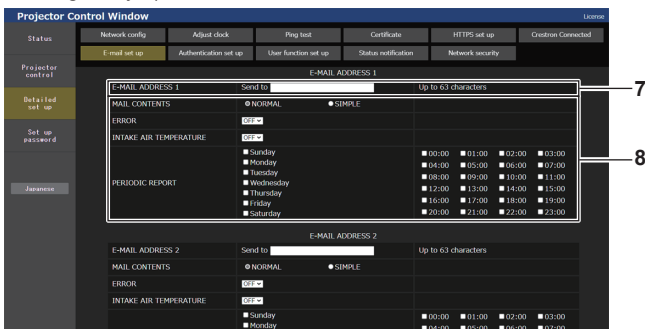 Projector Control Window
License
Status
Projector
control
Detailed
set up
Set up
password
Japanese
Network config Adjust clock Ping test Certificate HTTPS set up Crestron Connected
E-mail set up Authentication set up User function set up Status notification Network security
E-MAIL ADDRESS 1
E-MAIL ADDRESS 1 Send to Up to 63 characters
7
MAIL CONTENTS NORMAL SIMPLE
ERROR OFF
INTAKE AIR TEMPERATURE OFF
8
PERIODIC REPORT
Sunday 00:00 01:00 02:00 03:00
Monday 04:00 05:00 06:00 07:00
Tuesday 08:00 09:00 10:00 11:00
Wednesday 12:00 13:00 14:00 15:00
Thursday 16:00 17:00 18:00 19:00
Friday 20:00 21:00 22:00 23:00
Saturday
E-MAIL ADDRESS 2
E-MAIL ADDRESS 2 Send to Up to 63 characters
MAIL CONTENTS NORMAL SIMPLE
ERROR OFF
INTAKE AIR TEMPERATURE OFF
Sunday 00:00 01:00 02:00 03:00
Monday 04:00 05:00 06:00 07:00